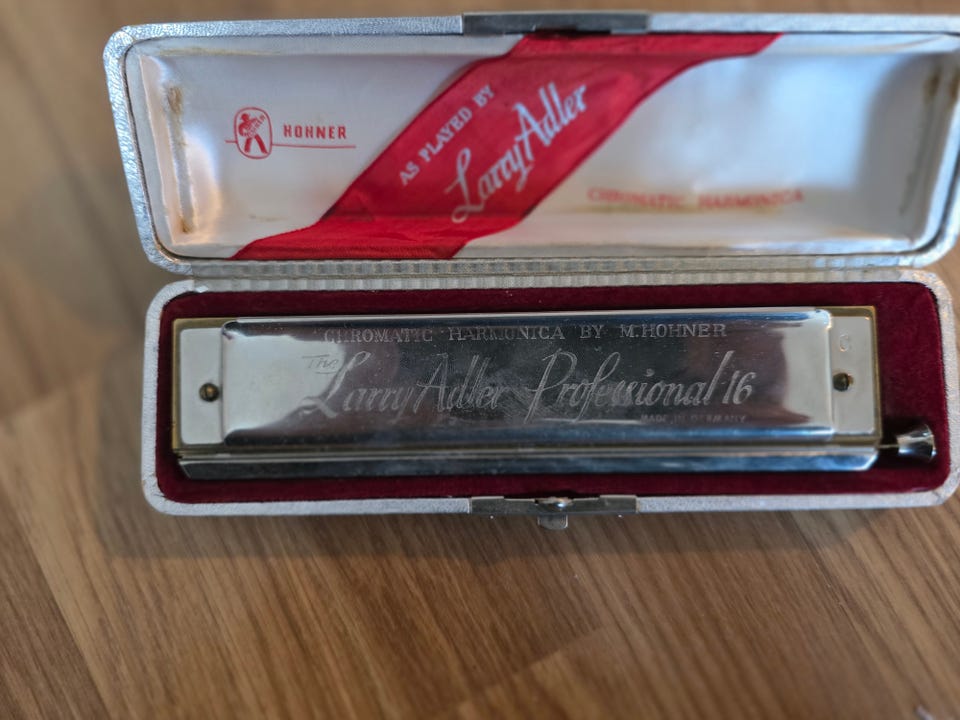 HOHNER
HOHNER
AS PLAYED BY
Larry Adler
CHROMATIC HARMONICA
CHROMATIC HARMONICA BY M.HOHNER
C
The
Larry Adler Professional 16
MADE IN GERMANY